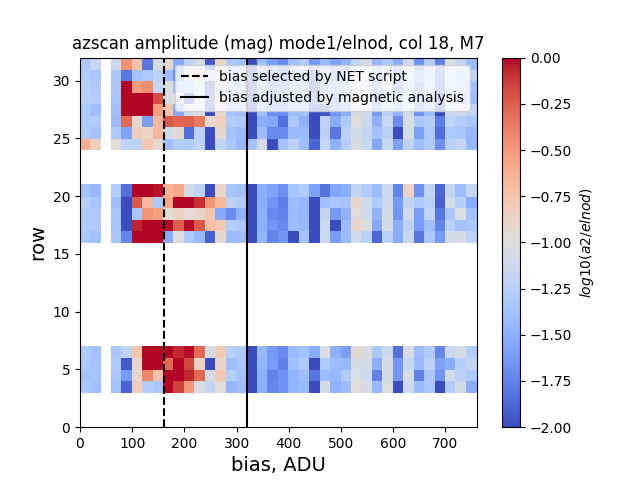 azscan amplitude (mag) mode1/elnod, col 18, M7
bias selected by NET script
bias adjusted by magnetic analysis
row
30
25
20
15
10
5
0
0 100 200 300 400 500 600 700
bias, ADU
0.00
−0.25
−0.50
−0.75
−1.00
−1.25
−1.50
−1.75
−2.00
log10(a2/elnod)